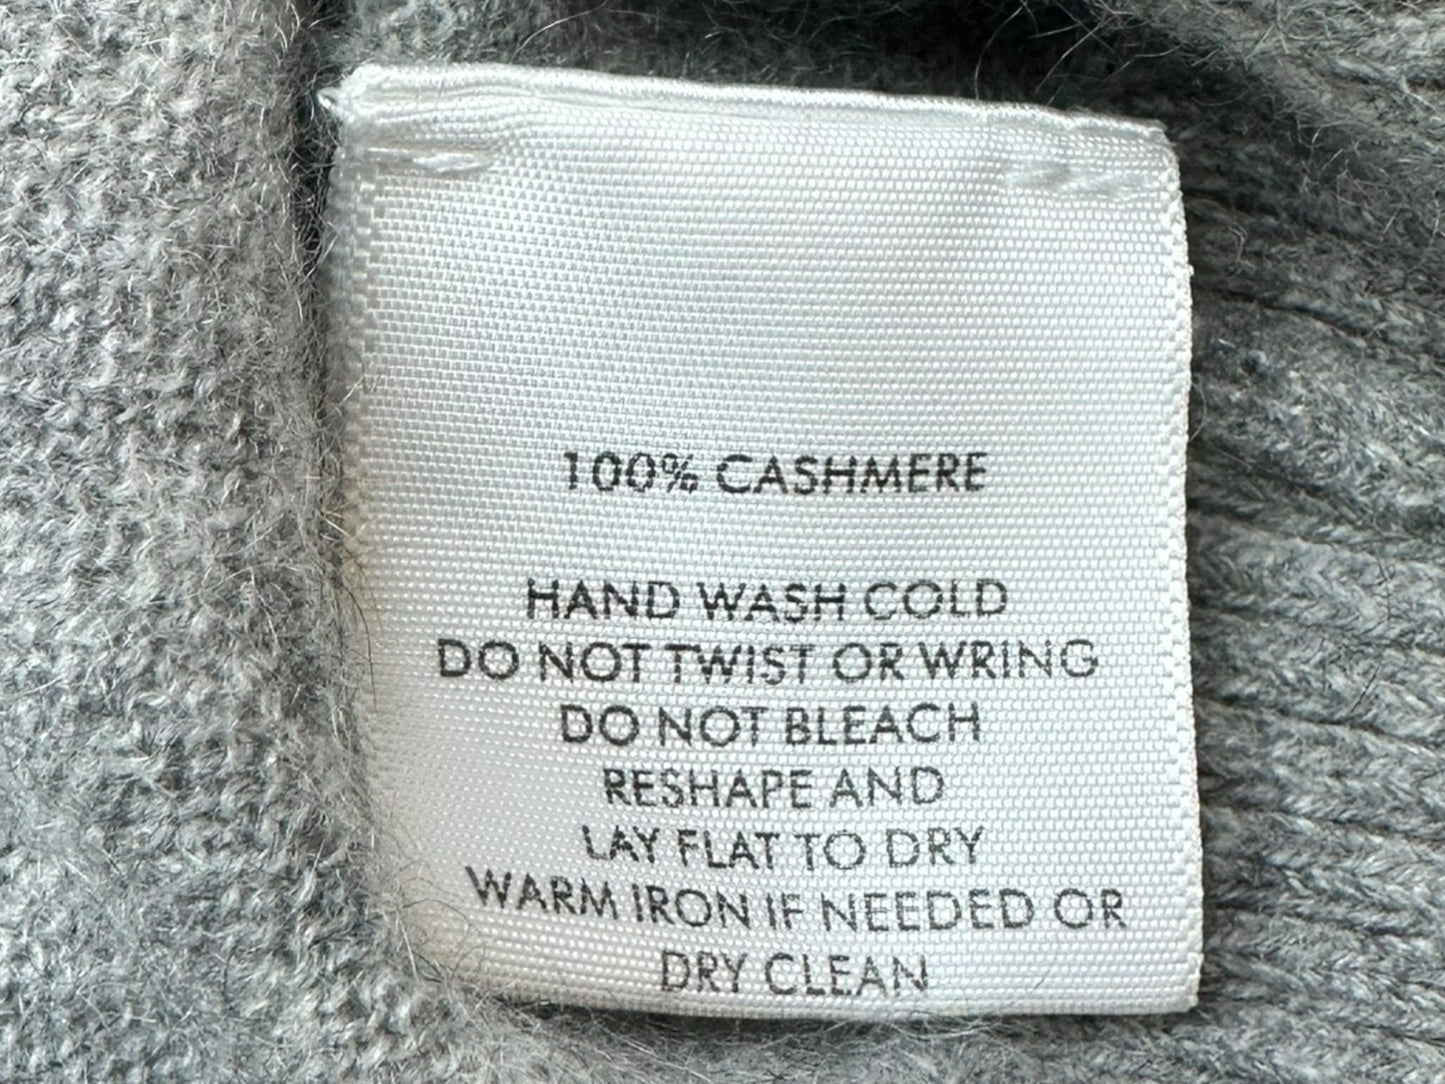 100% CASHMERE
HAND WASH COLD
DO NOT TWIST OR WRING
DO NOT BLEACH
RESHAPE AND
LAY FLAT TO DRY
WARM IRON IF NEEDED OR
DRY CLEAN